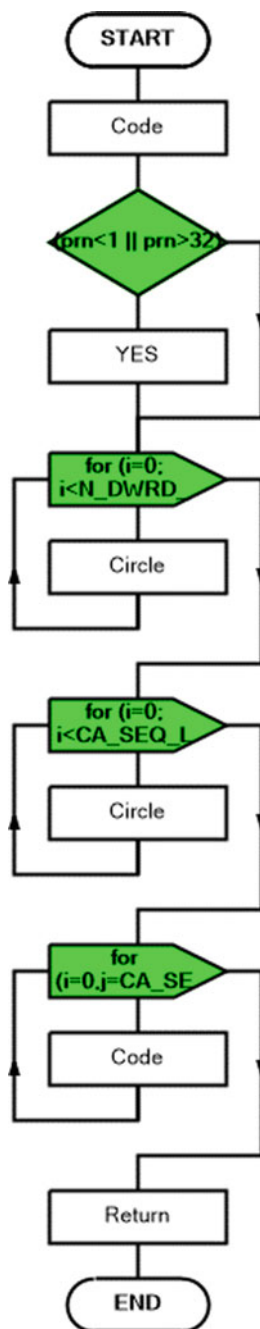 START
Code
(prn<1 || prn>32)
YES
for (i=0;
i<N_DWRD_
Circle
for (i=0;
i<CA_SEQ_L
Circle
for
(i=0,j=CA_SE
Code
Return
END